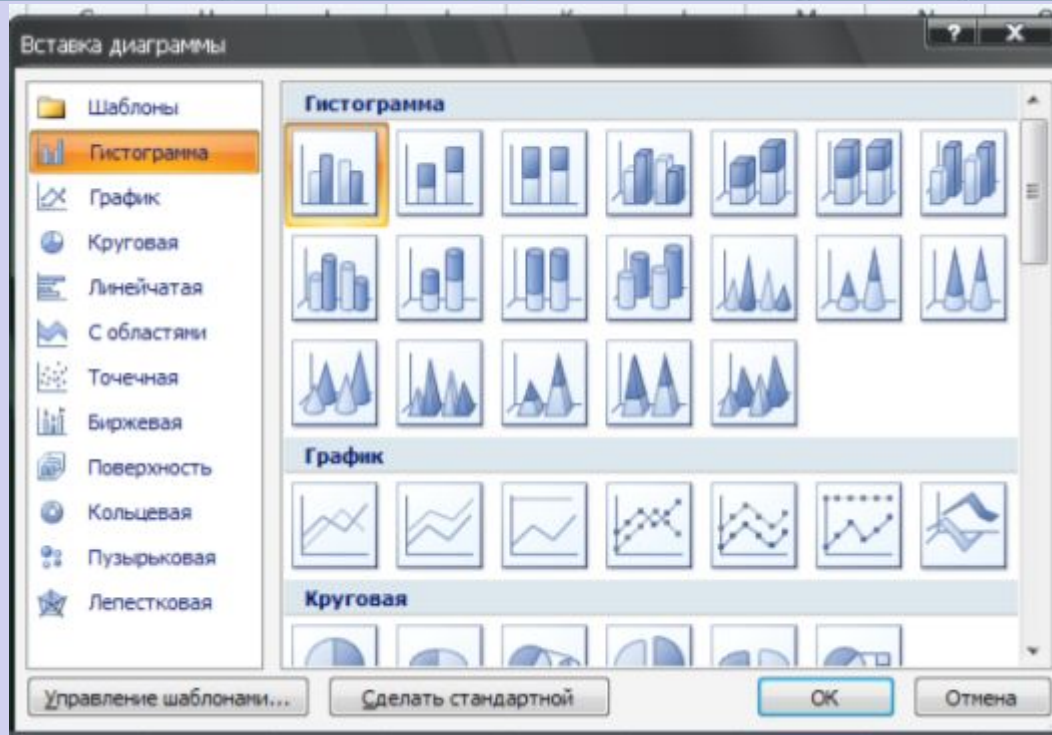 Вставка диаграммы
?
X
Шаблоны
Гистограмма
График
Круговая
Линейчатая
С областями
Точечная
Биржевая
Поверхность
Кольцевая
Пузырьковая
Лепестковая
Гистограмма
График
Круговая
Управление шаблонами...
Сделать стандартной
ОК
Отмена